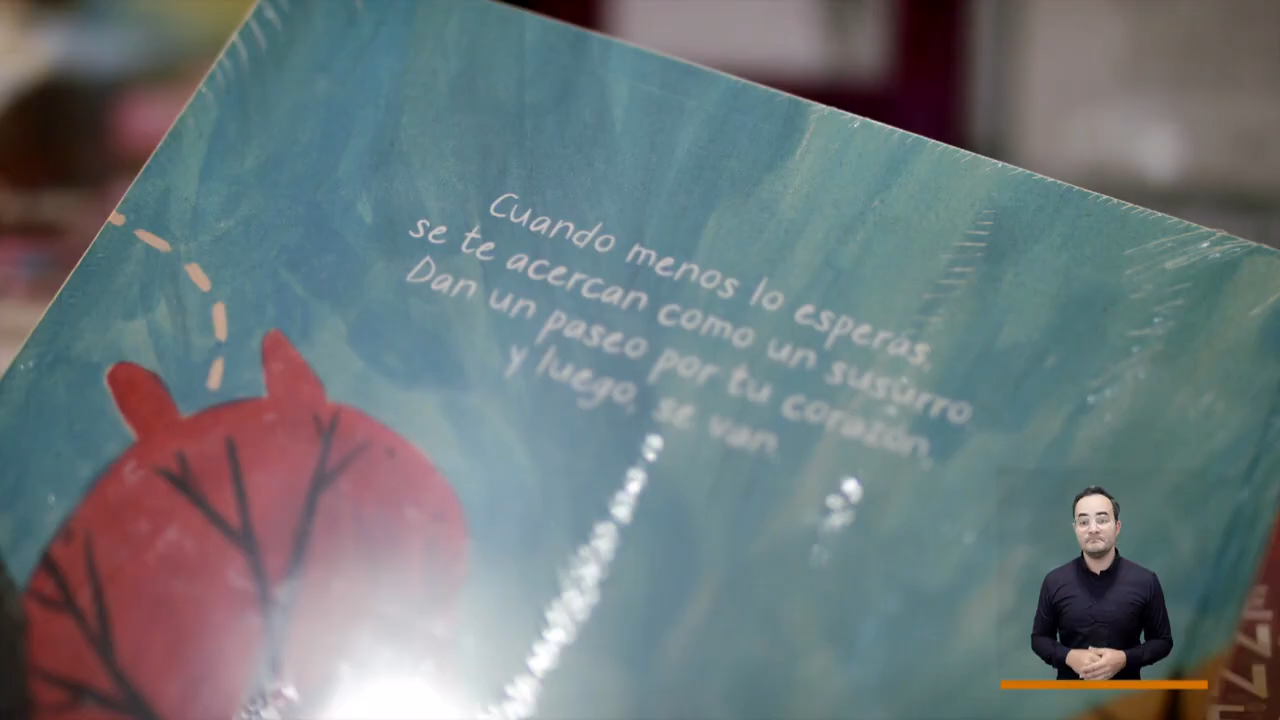 Cuando menos lo esperas,
se te acercan como un susurro.
Dan un paseo por tu corazón,
y luego, se van.